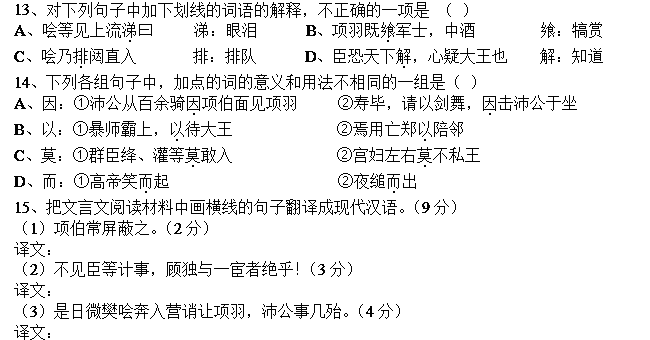 13、对下列句子中加下划线的词语的解释，不正确的一项是 （ ）
A、哙等见上流涕曰 涕：眼泪 B、项羽既飨军士，中酒 飨：犒赏
C、哙乃排闼直入 排：排队 D、臣恐天下解，心疑大王也 解：知道
14、下列各组句子中，加点的词的意义和用法不相同的一组是（ ）
A、因：①沛公从百余骑因项伯面见项羽 ②寿毕，请以剑舞，因击沛公于坐
B、以：①暴师霸上，以待大王 ②焉用亡郑以陪邻
C、莫：①群臣绛、灌等莫敢入 ②宫妇左右莫不私王
D、而：①高帝笑而起 ②夜缒而出
15、把文言文阅读材料中画横线的句子翻译成现代汉语。（9 分）
（1）项伯常屏蔽之。（2 分）
译文：
（2）不见臣等计事，顾独与一宦者绝乎！（3 分）
译文：
（3）是日微樊哙奔入营诮让项羽，沛公事几殆。（4 分）
译文：